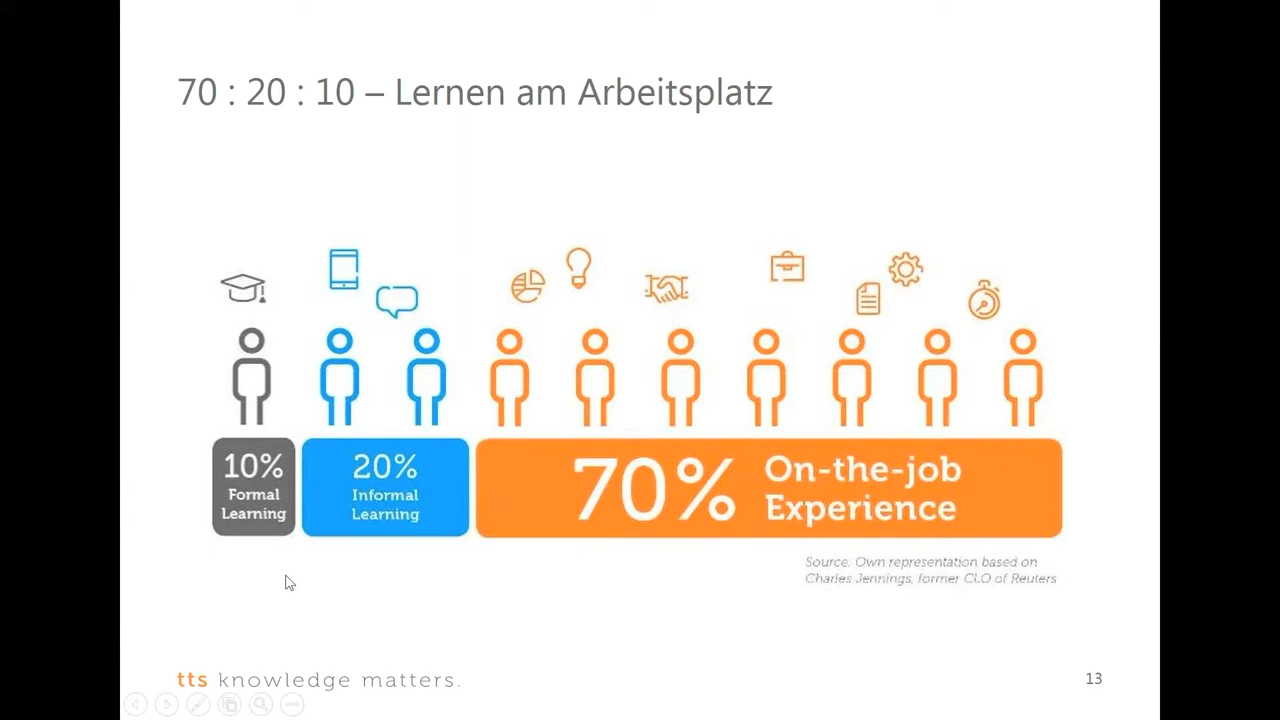 70 : 20 : 10 – Lernen am Arbeitsplatz
10%
Formal
Learning
20%
Informal
Learning
70%
On-the-job
Experience
Source: Own representation based on
Charles Jennings, former CLO of Reuters
tts knowledge matters.
13